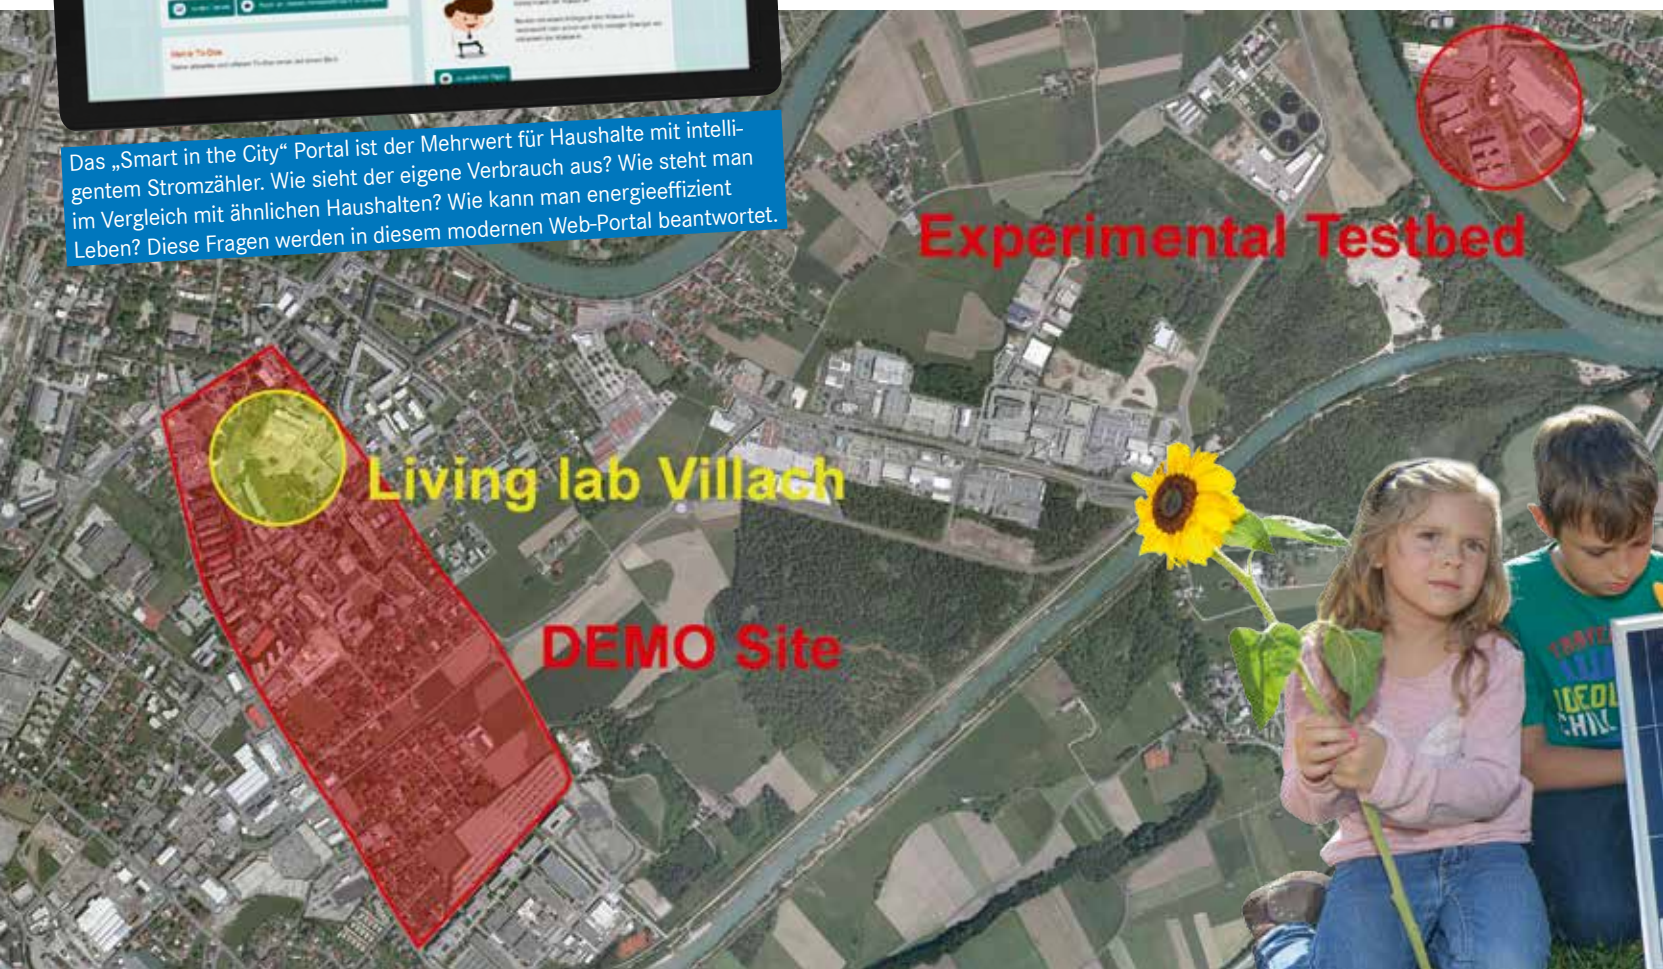 Das „Smart in the City“ Portal ist der Mehrwert für Haushalte mit intelli-
gentem Stromzähler. Wie sieht der eigene Verbrauch aus? Wie steht man
im Vergleich mit ähnlichen Haushalten? Wie kann man energieeffizient
Leben? Diese Fragen werden in diesem modernen Web-Portal beantwortet.
Experimental Testbed
Living lab Villach
DEMO Site